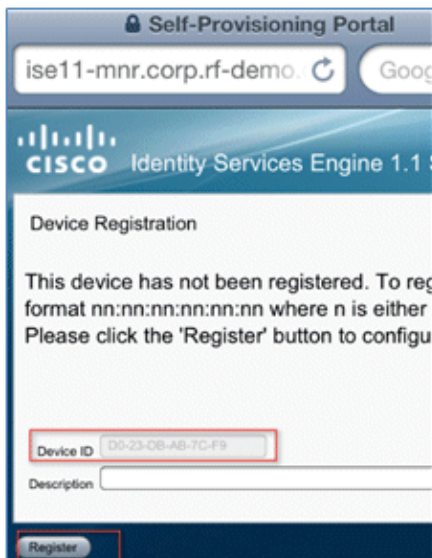 Self-Provisioning Portal
ise11-mnr.corp.rf-demo.
Goog
CISCO Identity Services Engine 1.1
Device Registration
This device has not been registered. To reg
format nn:nn:nn:nn:nn:nn where n is either
Please click the 'Register' button to configu
Device ID D0-23-DB-AB-7C-F9
Description
Register